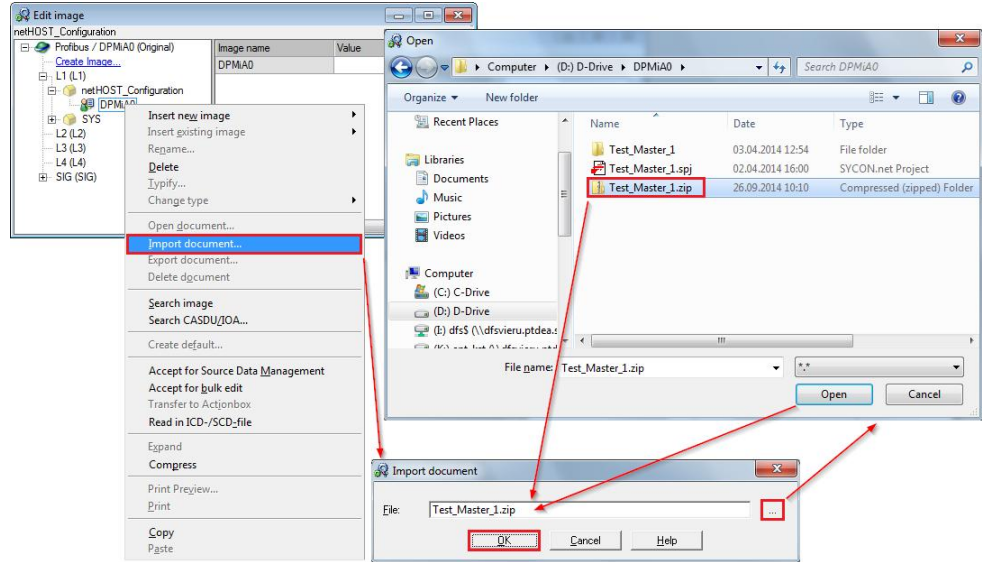 Edit image
netHOST_Configuration
Profibus / DPMiA0 (Original)
Create Image...
L1 (L1)
netHOST_Configuration
DPMiA0
SYS
L2 (L2)
L3 (L3)
L4 (L4)
SIG (SIG)
Image name Value
DPMiA0
Insert new image
Insert existing image
Rename...
Delete
Typify...
Change type
Open document...
Import document...
Export document...
Delete document
Search image
Search CASDU/IOA...
Create default...
Accept for Source Data Management
Accept for bulk edit
Transfer to Actionbox
Read in ICD-/SCD-file
Expand
Compress
Print Preview...
Print
Copy
Paste
Open
Computer (D:) D-Drive DPMiA0
Search DPMiA0
Organize New folder
Recent Places
Libraries
Documents
Music
Pictures
Videos
Computer
(C:) C-Drive
(D:) D-Drive
(I:) dfs$ (\\dfsvieru.ptdea.s
Name Date Type
Test_Master_1 03.04.2014 12:54 File folder
Test_Master_1.spj 02.04.2014 16:00 SYCON.net Project
Test_Master_1.zip 26.09.2014 10:10 Compressed (zipped) Folder
File name: Test_Master_1.zip *.*
Open Cancel
Import document
File: Test_Master_1.zip ...
OK Cancel Help